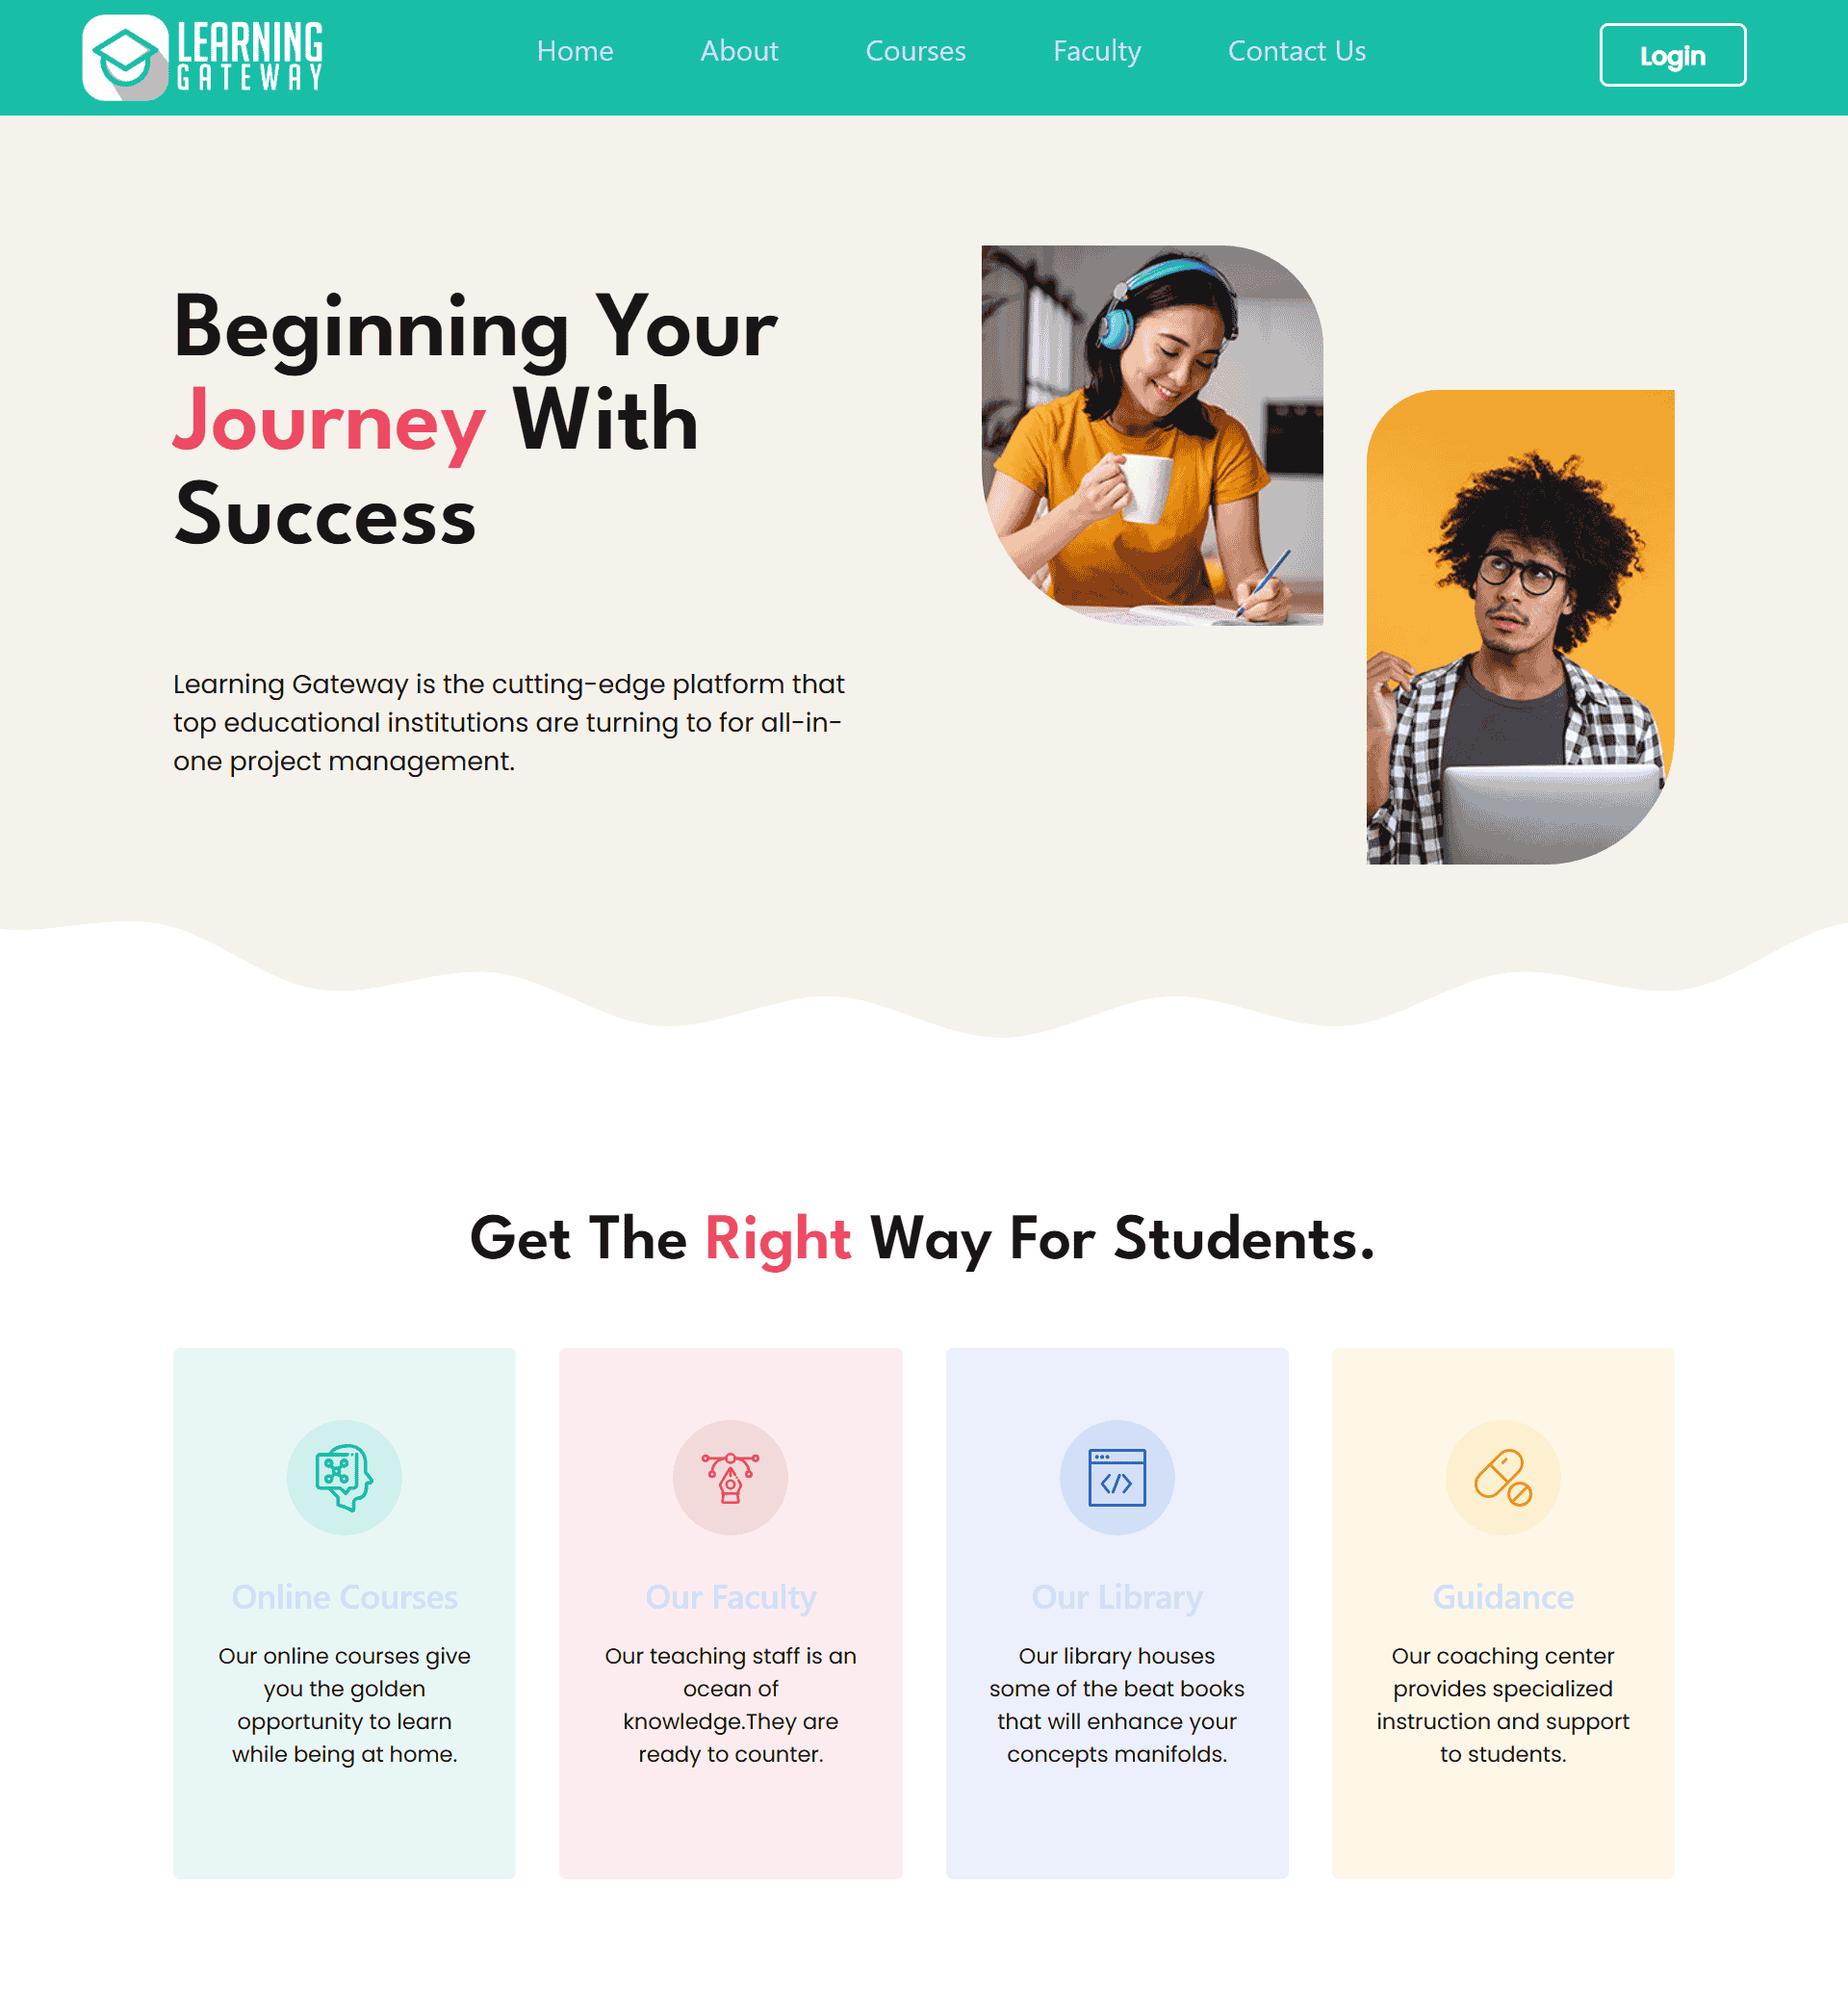 LEARNING
GATEWAY
Home About Courses Faculty Contact Us
Login
Beginning Your
Journey With
Success
Learning Gateway is the cutting-edge platform that
top educational institutions are turning to for all-in-
one project management.
Get The Right Way For Students.
Online Courses
Our online courses give
you the golden
opportunity to learn
while being at home.
Our Faculty
Our teaching staff is an
ocean of
knowledge.They are
ready to counter.
Our Library
Our library houses
some of the beat books
that will enhance your
concepts manifolds.
Guidance
Our coaching center
provides specialized
instruction and support
to students.